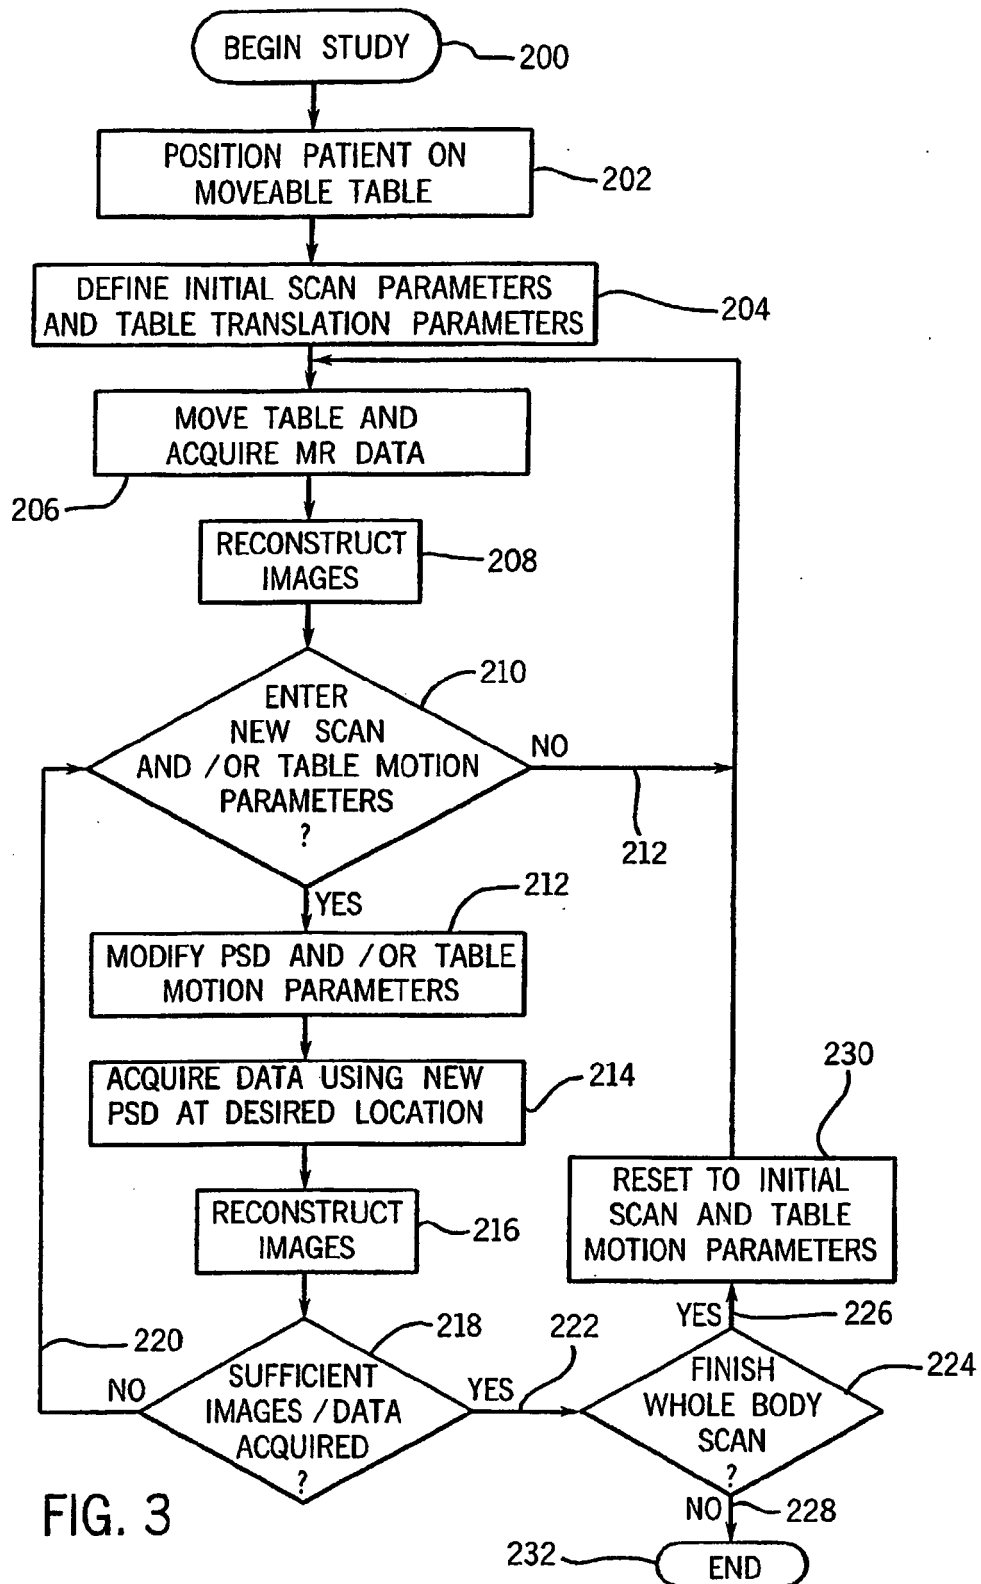 BEGIN STUDY
200
POSITION PATIENT ON
MOVEABLE TABLE
202
DEFINE INITIAL SCAN PARAMETERS
AND TABLE TRANSLATION PARAMETERS
204
MOVE TABLE AND
ACQUIRE MR DATA
206
RECONSTRUCT
IMAGES
208
210
ENTER
NEW SCAN
AND /OR TABLE MOTION
PARAMETERS
?
NO
212
YES
212
MODIFY PSD AND /OR TABLE
MOTION PARAMETERS
ACQUIRE DATA USING NEW
PSD AT DESIRED LOCATION
214
RECONSTRUCT
IMAGES
216
230
RESET TO INITIAL
SCAN AND TABLE
MOTION PARAMETERS
YES
226
220
NO
218
SUFFICIENT
IMAGES /DATA
ACQUIRED
?
222
YES
FINISH
WHOLE BODY
SCAN
?
224
NO
228
232
END
FIG. 3